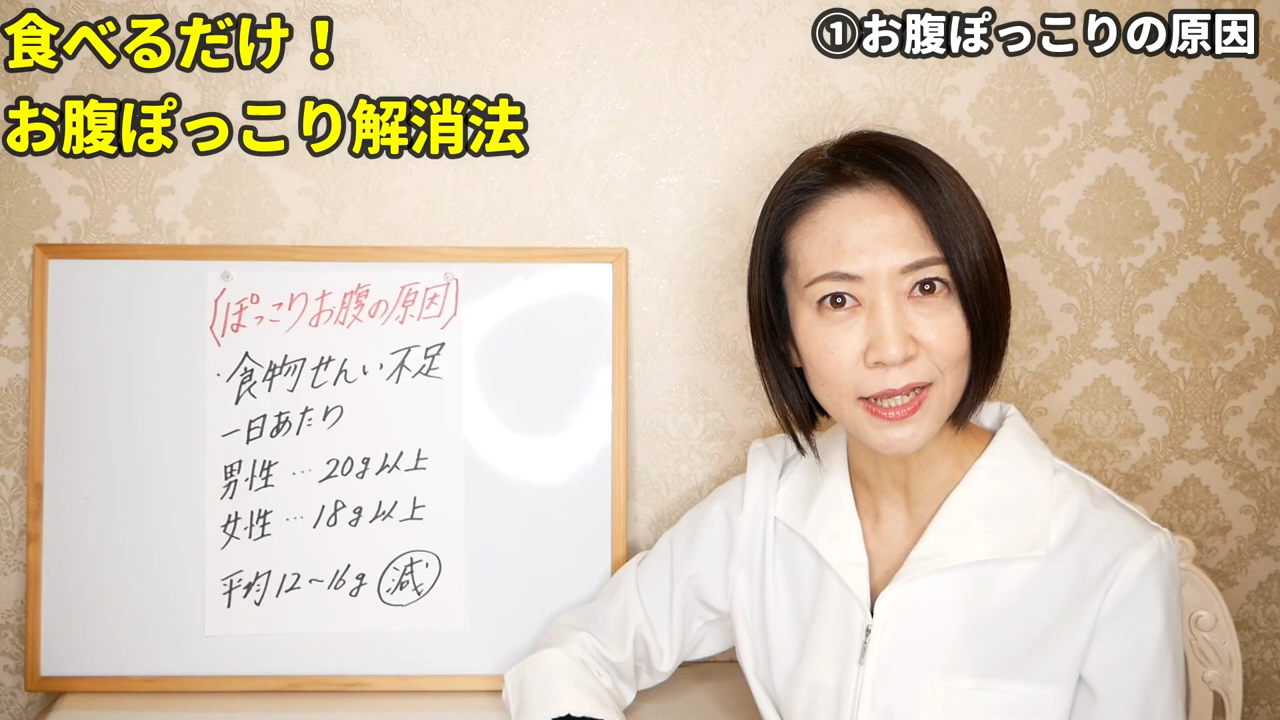 食べるだけ！
お腹ぽっこり解消法
①お腹ぽっこりの原因
〈ぽっこりお腹の原因〉
・食物せんい不足
一日あたり
男性…20g以上
女性…18g以上
平均12～16g 減